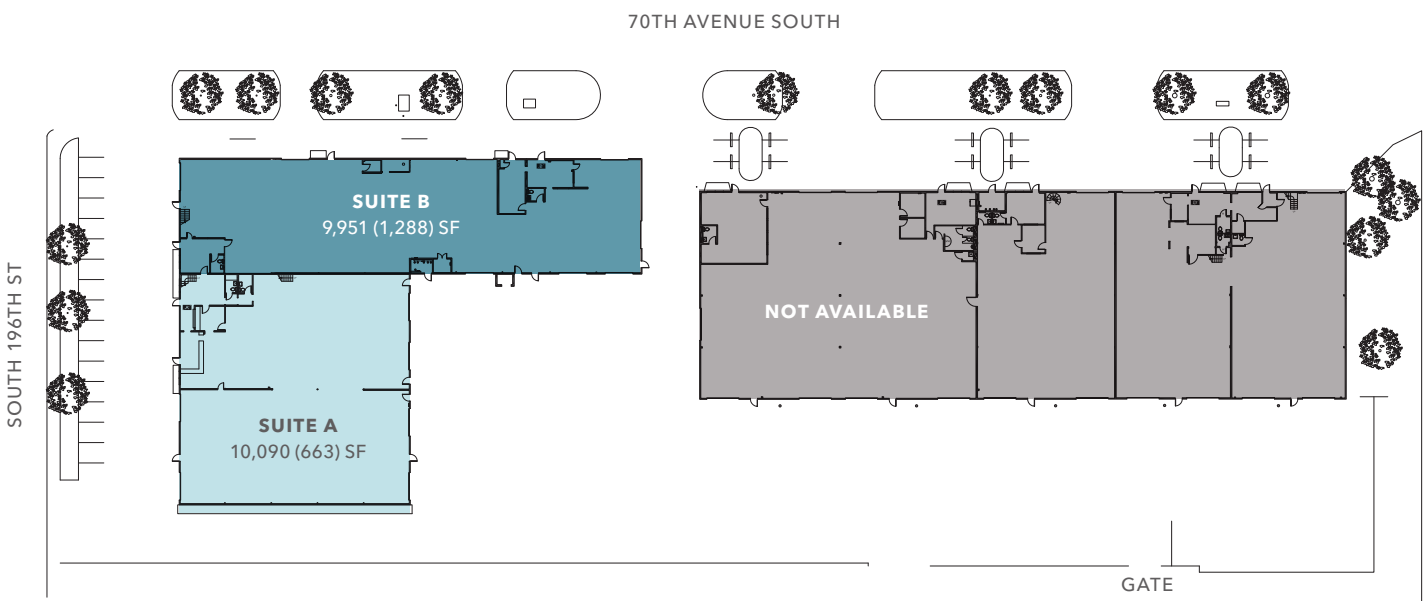 70TH AVENUE SOUTH
SUITE B
9,951 (1,288) SF
SOUTH 196TH ST
NOT AVAILABLE
SUITE A
10,090 (663) SF
GATE